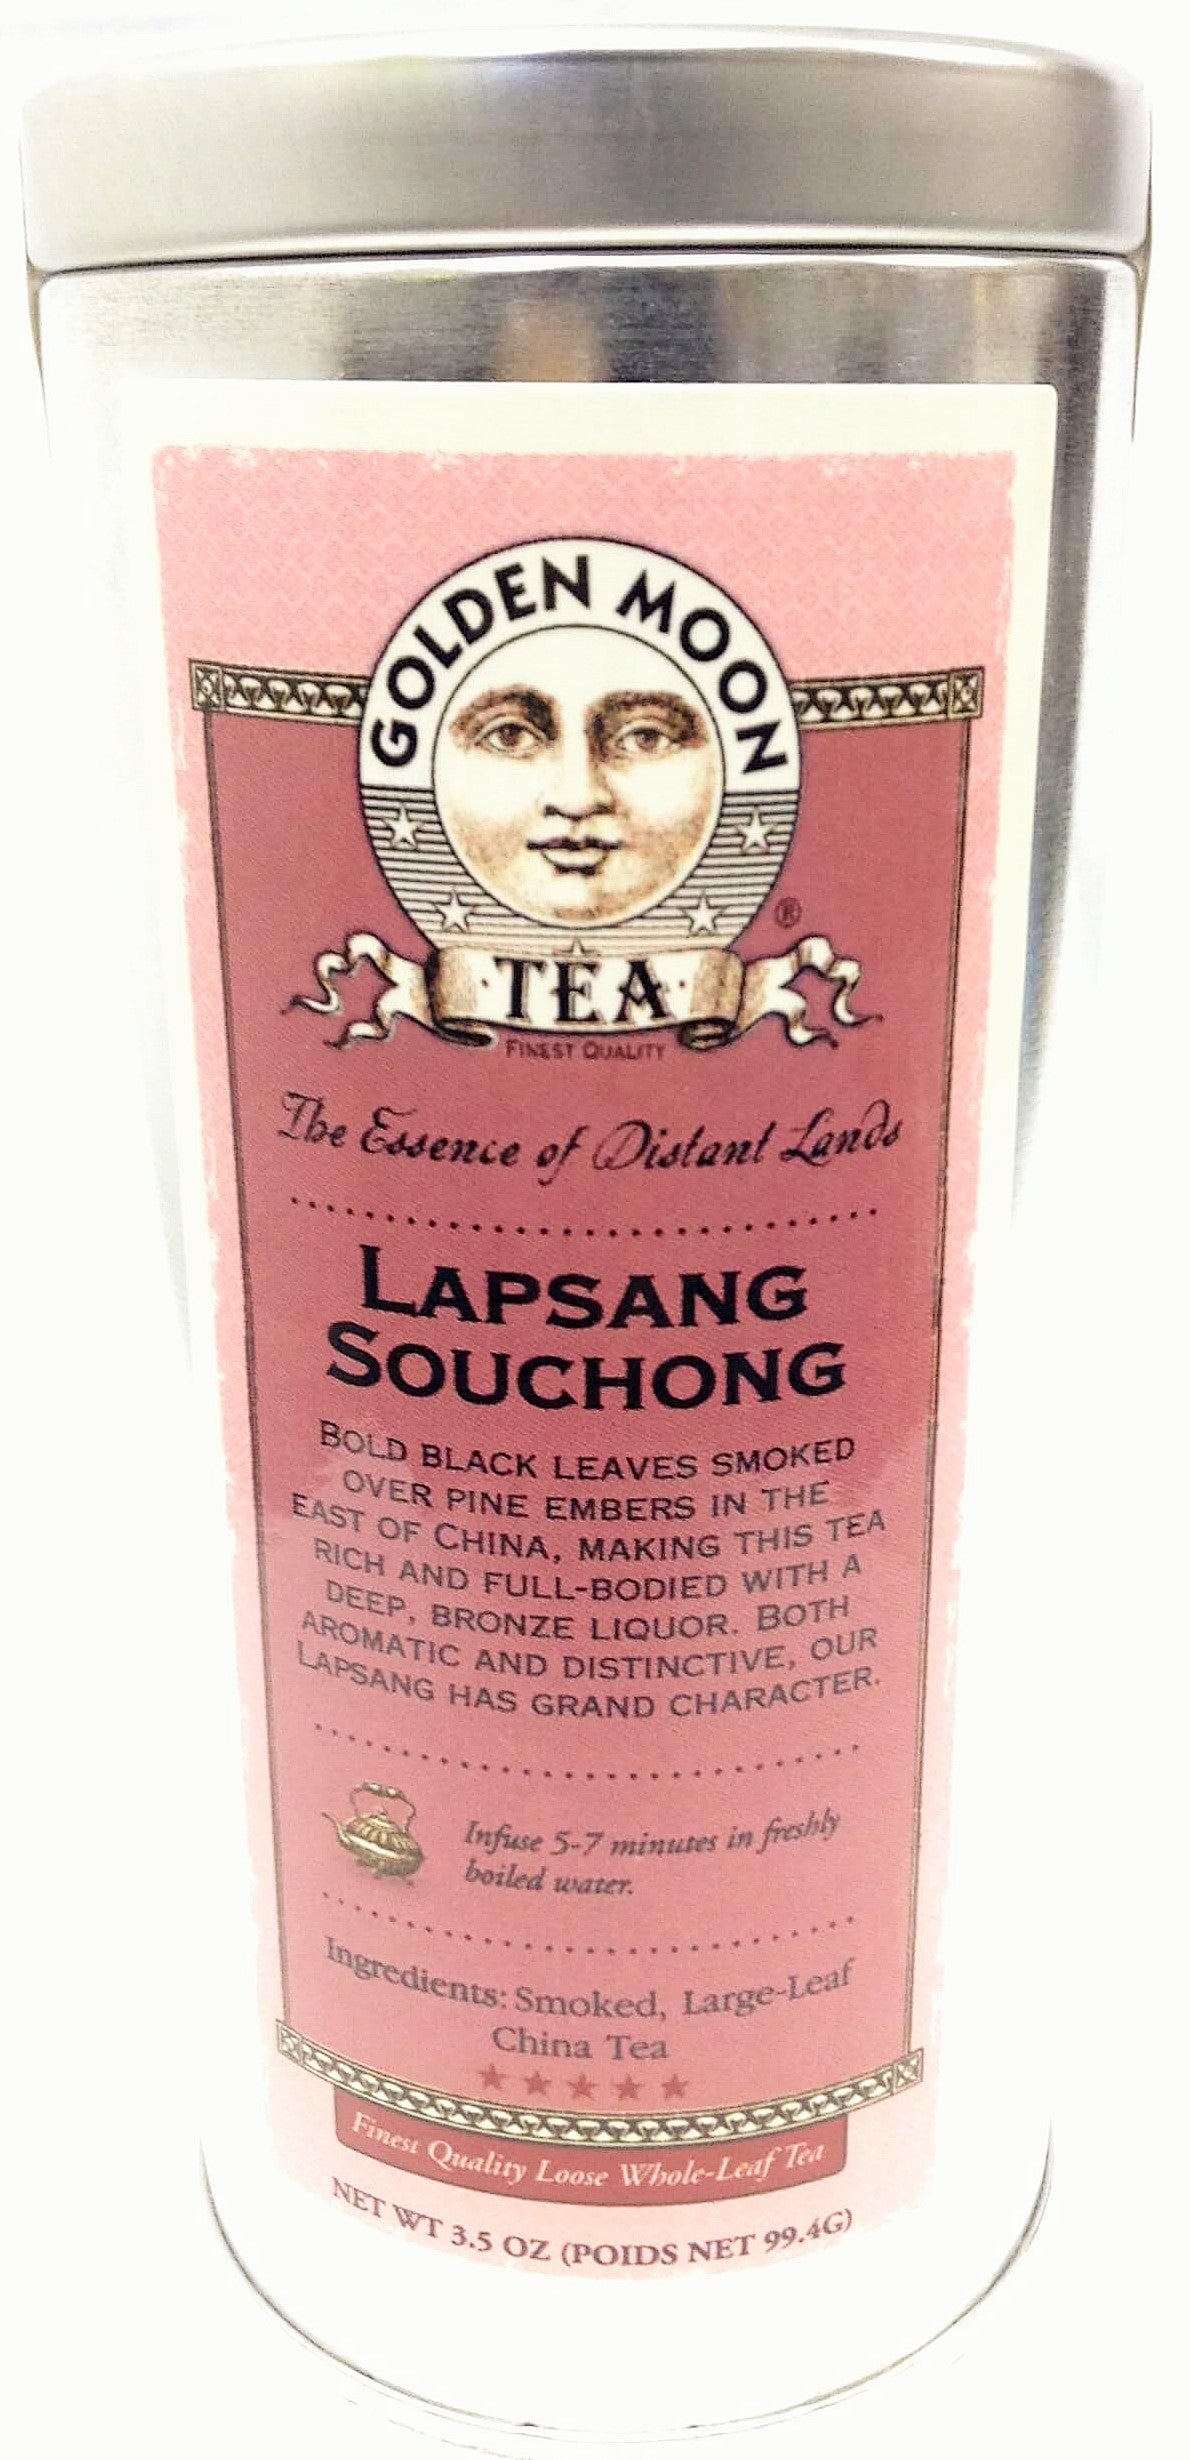 GOLDEN MOON
®
·TEA·
FINEST QUALITY
The Essence of Distant Lands
LAPSANG
SOUCHONG
BOLD BLACK LEAVES SMOKED
OVER PINE EMBERS IN THE
EAST OF CHINA, MAKING THIS TEA
RICH AND FULL-BODIED WITH A
DEEP, BRONZE LIQUOR. BOTH
AROMATIC AND DISTINCTIVE, OUR
LAPSANG HAS GRAND CHARACTER.
Infuse 5-7 minutes in freshly
boiled water.
Ingredients: Smoked, Large-Leaf
China Tea
Finest Quality Loose Whole-Leaf Tea
NET WT 3.5 OZ (POIDS NET 99.4G)